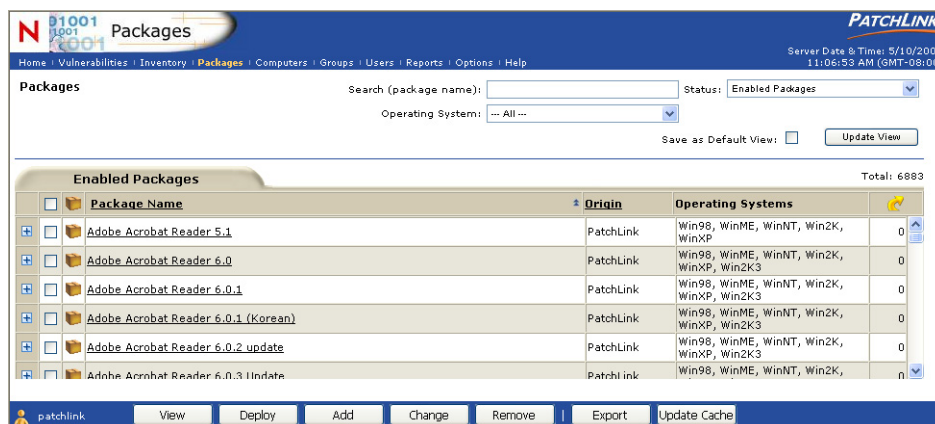 N 01001 Packages PATCHLINK
1001
001
Server Date & Time: 5/10/200
Home Vulnerabilities Inventory Packages Computers Groups Users Reports Options Help 11:06:53 AM (GMT-08:00
Packages Search (package name): Status: Enabled Packages
Operating System: --- All ---
Save as Default View: Update View
Enabled Packages Total: 6883
Package Name Origin Operating Systems
Adobe Acrobat Reader 5.1 PatchLink Win98, WinME, WinNT, Win2K, 0
WinXP
Adobe Acrobat Reader 6.0 PatchLink Win98, WinME, WinNT, Win2K, 0
WinXP, Win2K3
Adobe Acrobat Reader 6.0.1 PatchLink Win98, WinME, WinNT, Win2K, 0
WinXP, Win2K3
Adobe Acrobat Reader 6.0.1 (Korean) PatchLink Win98, WinME, WinNT, Win2K, 0
WinXP, Win2K3
Adobe Acrobat Reader 6.0.2 update PatchLink Win98, WinME, WinNT, Win2K, 0
WinXP, Win2K3
Adobe Acrobat Reader 6.0.3 Update PatchLink Win98, WinME, WinNT, Win2K, 0
patchlink View Deploy Add Change Remove | Export Update Cache